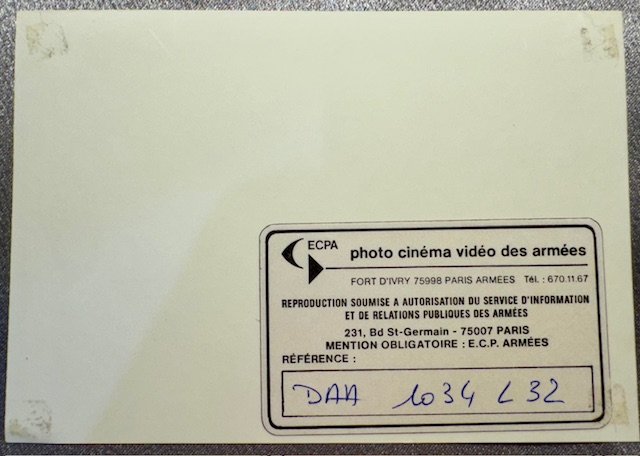 ECPA
photo cinéma vidéo des armées
FORT D'IVRY 75998 PARIS ARMEES Tél. : 670.11.67
REPRODUCTION SOUMISE A AUTORISATION DU SERVICE D'INFORMATION
ET DE RELATIONS PUBLIQUES DES ARMÉES
231, Bd St-Germain - 75007 PARIS
MENTION OBLIGATOIRE : E.C.P. ARMÉES
RÉFÉRENCE :
DAA 1034 L32